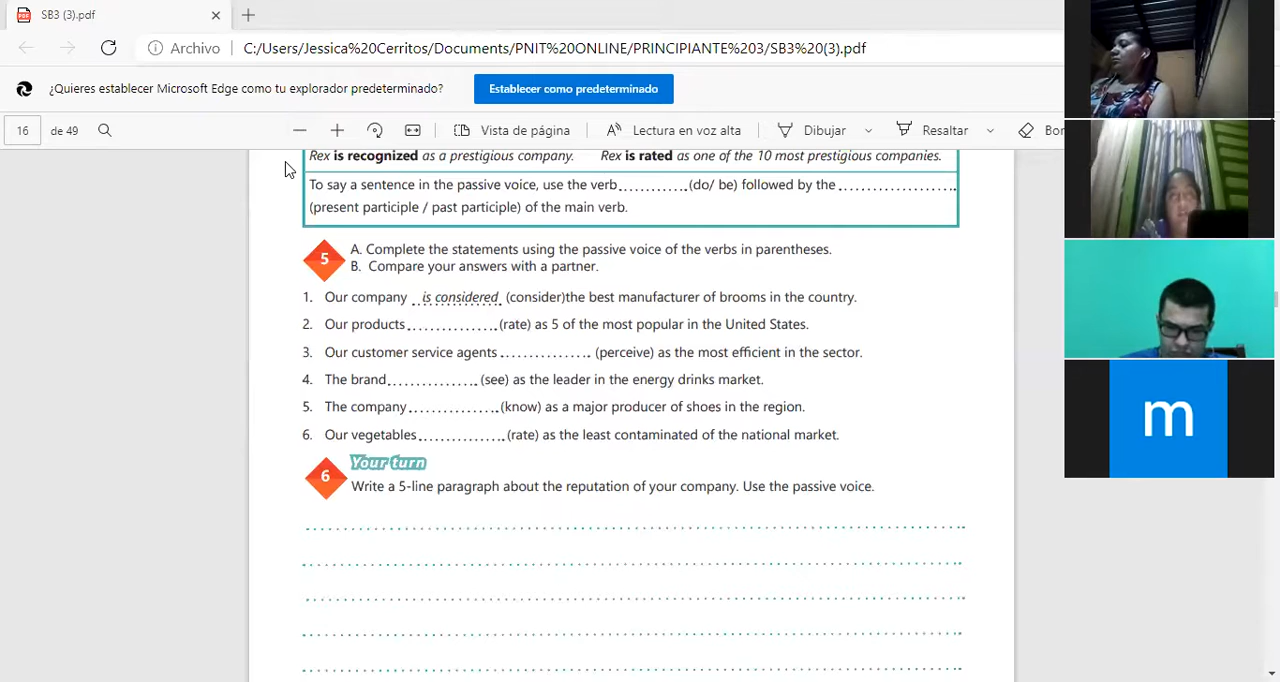 SB3 (3).pdf
Archivo C:/Users/Jessica%20Cerritos/Documents/PNIT%20ONLINE/PRINCIPIANTE%203/SB3%20(3).pdf
¿Quieres establecer Microsoft Edge como tu explorador predeterminado? Establecer como predeterminado
16 de 49 Vista de página Lectura en voz alta Dibujar Resaltar Bor
Rex is recognized as a prestigious company. Rex is rated as one of the 10 most prestigious companies.
To say a sentence in the passive voice, use the verb............(do/ be) followed by the ....................
(present participle / past participle) of the main verb.
5 A. Complete the statements using the passive voice of the verbs in parentheses.
B. Compare your answers with a partner.
1. Our company ..is considered.. (consider)the best manufacturer of brooms in the country.
2. Our products............... (rate) as 5 of the most popular in the United States.
3. Our customer service agents ............... (perceive) as the most efficient in the sector.
4. The brand............... (see) as the leader in the energy drinks market.
5. The company ............... (know) as a major producer of shoes in the region.
6. Our vegetables............... (rate) as the least contaminated of the national market.
6 Your turn
Write a 5-line paragraph about the reputation of your company. Use the passive voice.
m